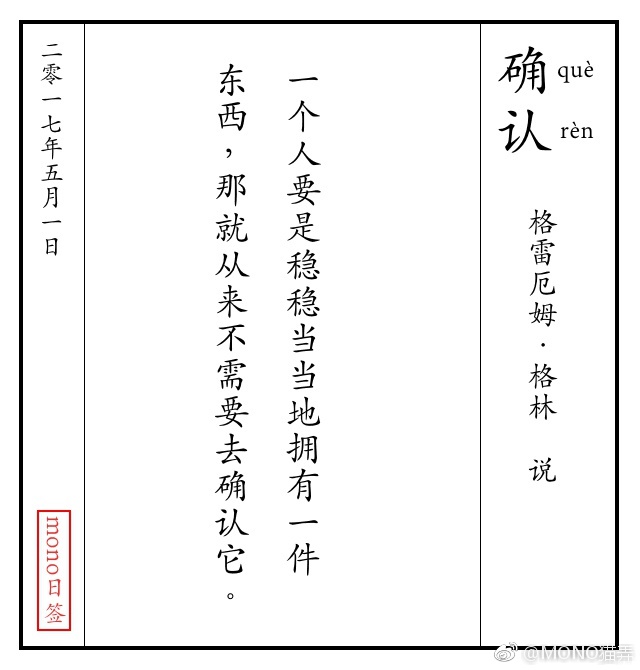 确认
què
rèn
格雷厄姆·格林 说
一个人要是稳稳当当地拥有一件
东西，那就从来不需要去确认它。
二零一七年五月一日
mono日签
@MONO猫弄